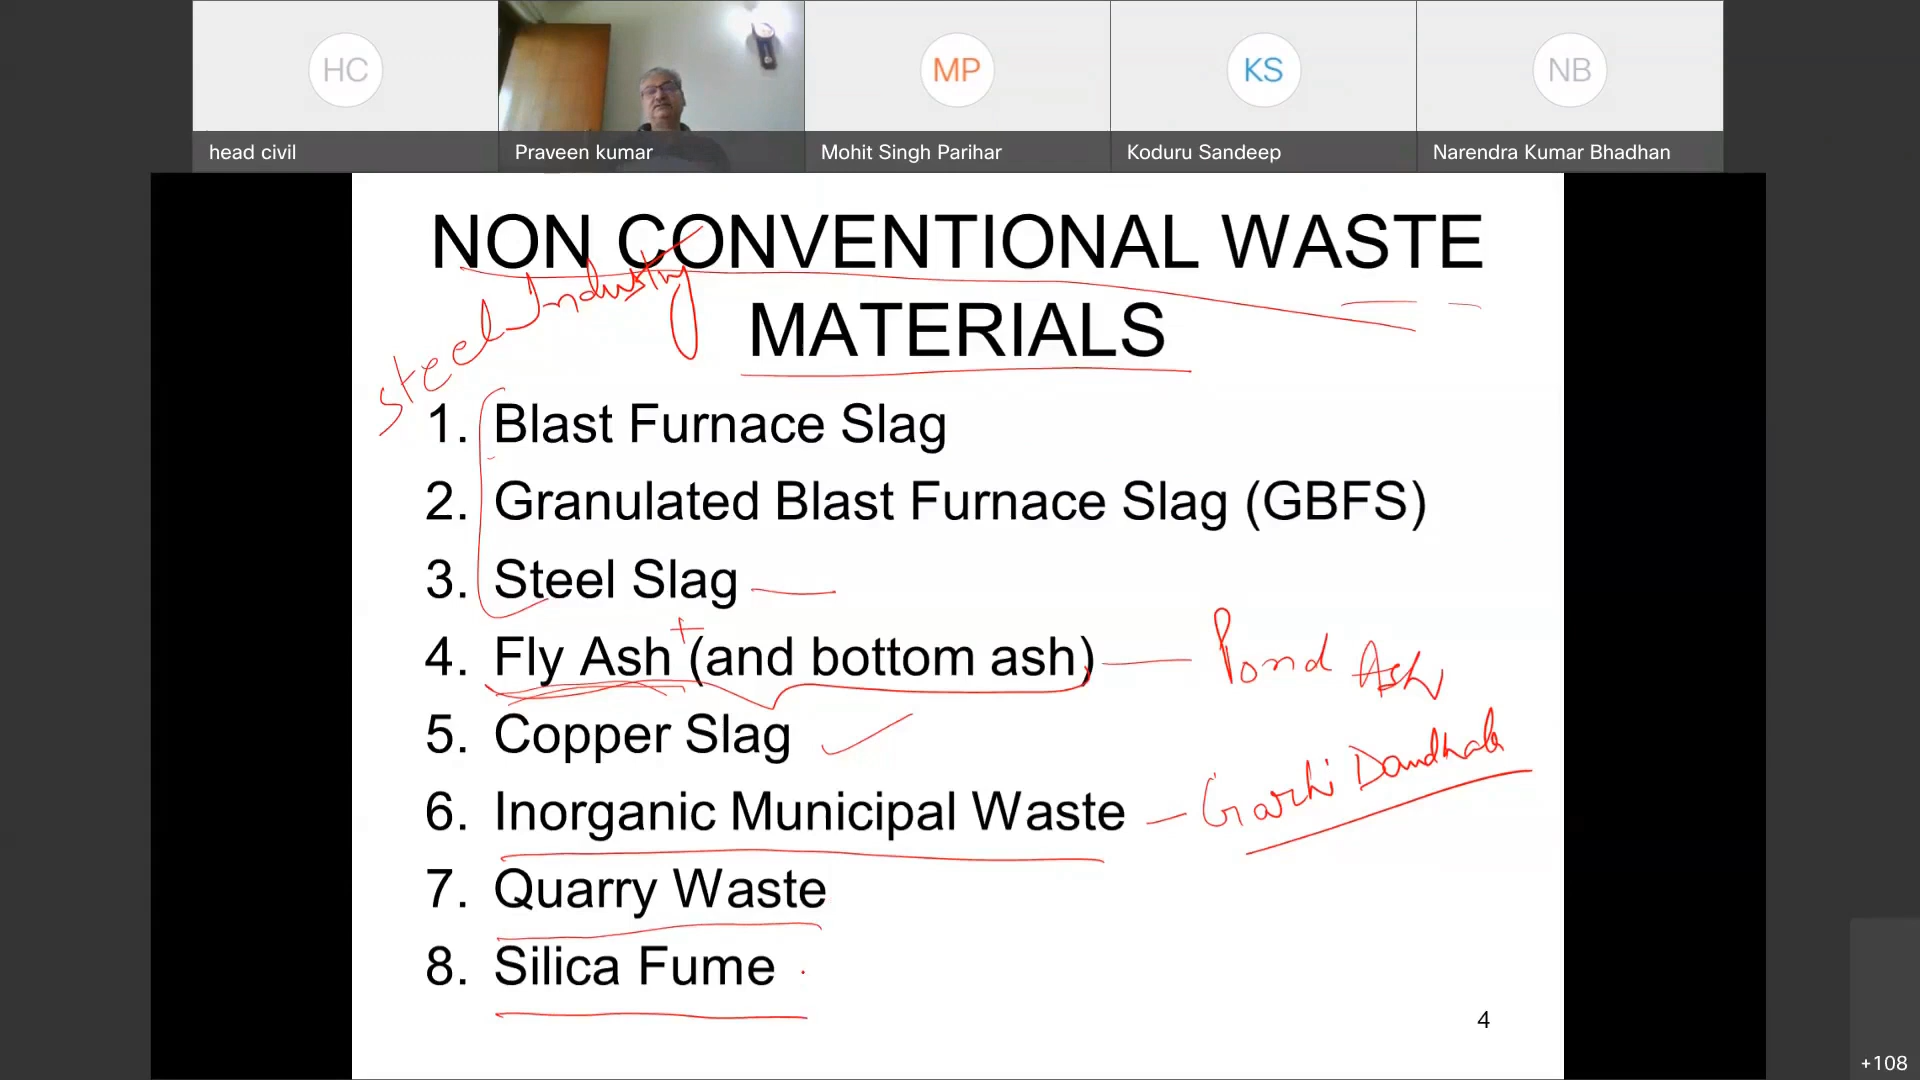 HC
MP
KS
NB
head civil
Praveen kumar
Mohit Singh Parihar
Koduru Sandeep
Narendra Kumar Bhadhan
NON CONVENTIONAL WASTE
MATERIALS
Steel Industry
1. Blast Furnace Slag
2. Granulated Blast Furnace Slag (GBFS)
3. Steel Slag
4. Fly Ash + (and bottom ash) — Pond Ash
5. Copper Slag
6. Inorganic Municipal Waste — Garhi
7. Quarry Waste
8. Silica Fume
4
+108